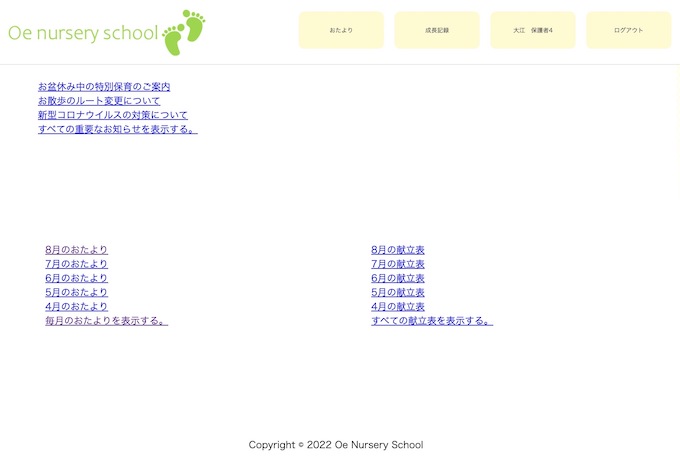 Oe nursery school
おたより
成長記録
大江 保護者4
ログアウト
お盆休み中の特別保育のご案内
お散歩のルート変更について
新型コロナウイルスの対策について
すべての重要なお知らせを表示する。
8月のおたより
7月のおたより
6月のおたより
5月のおたより
4月のおたより
毎月のおたよりを表示する。
8月の献立表
7月の献立表
6月の献立表
5月の献立表
4月の献立表
すべての献立表を表示する。
Copyright © 2022 Oe Nursery School